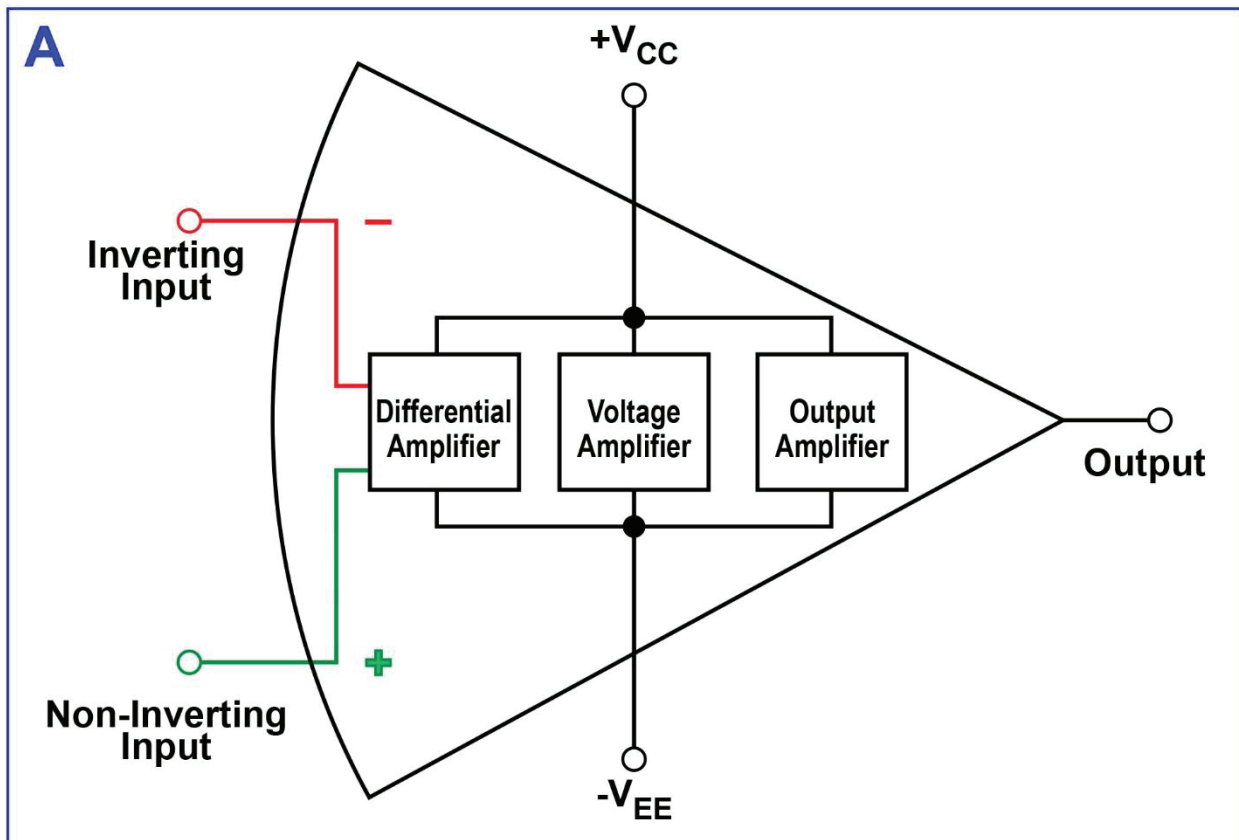 A
+VCC
−
Inverting
Input
Differential
Amplifier
Voltage
Amplifier
Output
Amplifier
Output
+
Non-Inverting
Input
-VEE